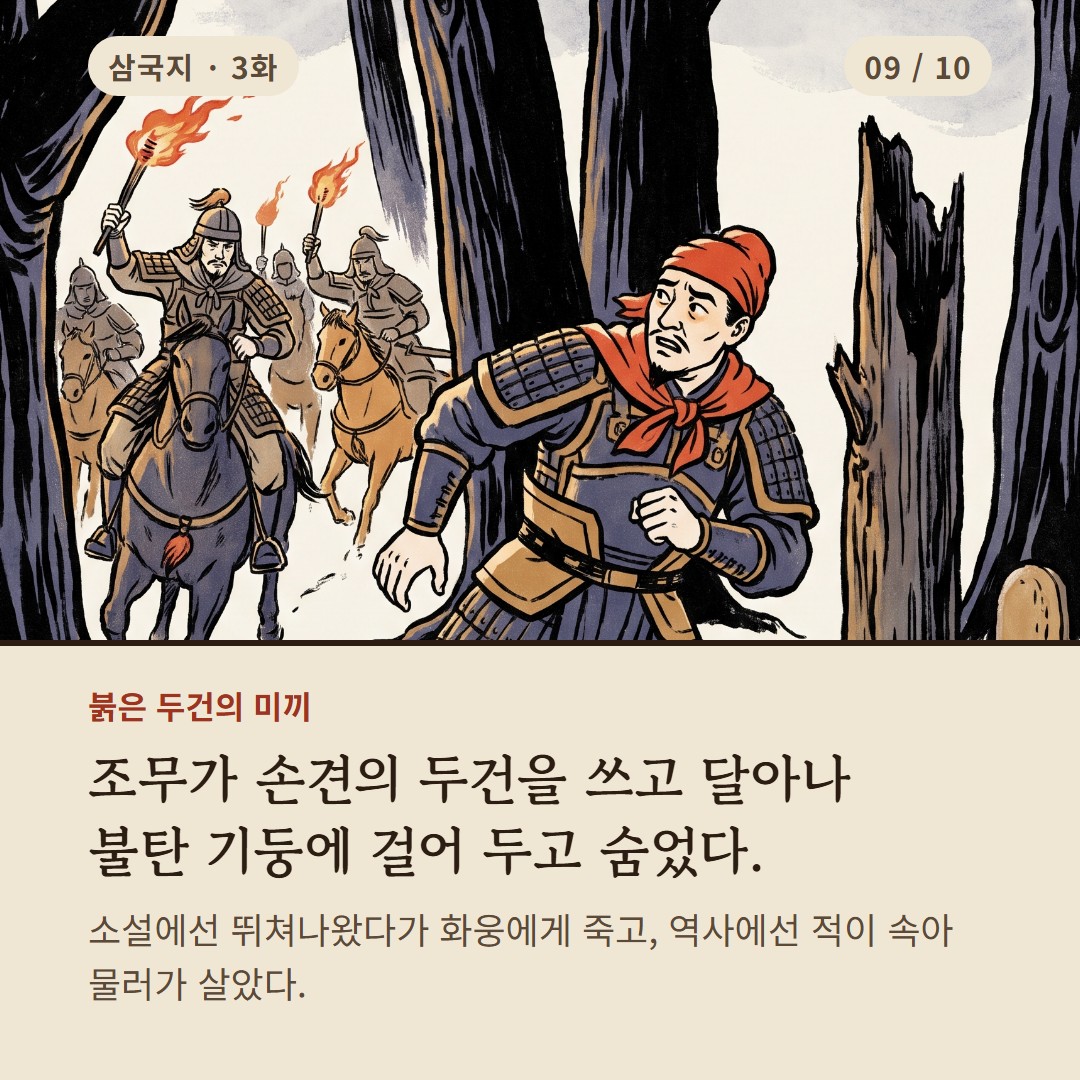 삼국지 · 3화
09 / 10
붉은 두건의 미끼
조무가 손견의 두건을 쓰고 달아나
불탄 기둥에 걸어 두고 숨었다.
소설에선 뛰쳐나왔다가 화웅에게 죽고, 역사에선 적이 속아
물러가 살았다.